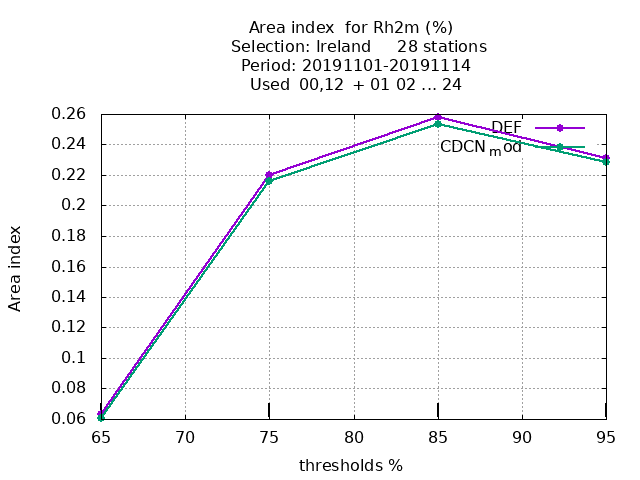 Area index for Rh2m (%)
Selection: Ireland 28 stations
Period: 20191101-20191114
Used 00,12 + 01 02 ... 24
0.26
0.24
0.22
0.2
0.18
0.16
0.14
0.12
0.1
0.08
0.06
65 70 75 80 85 90 95
Area index
thresholds %
DEF
CDCNmod